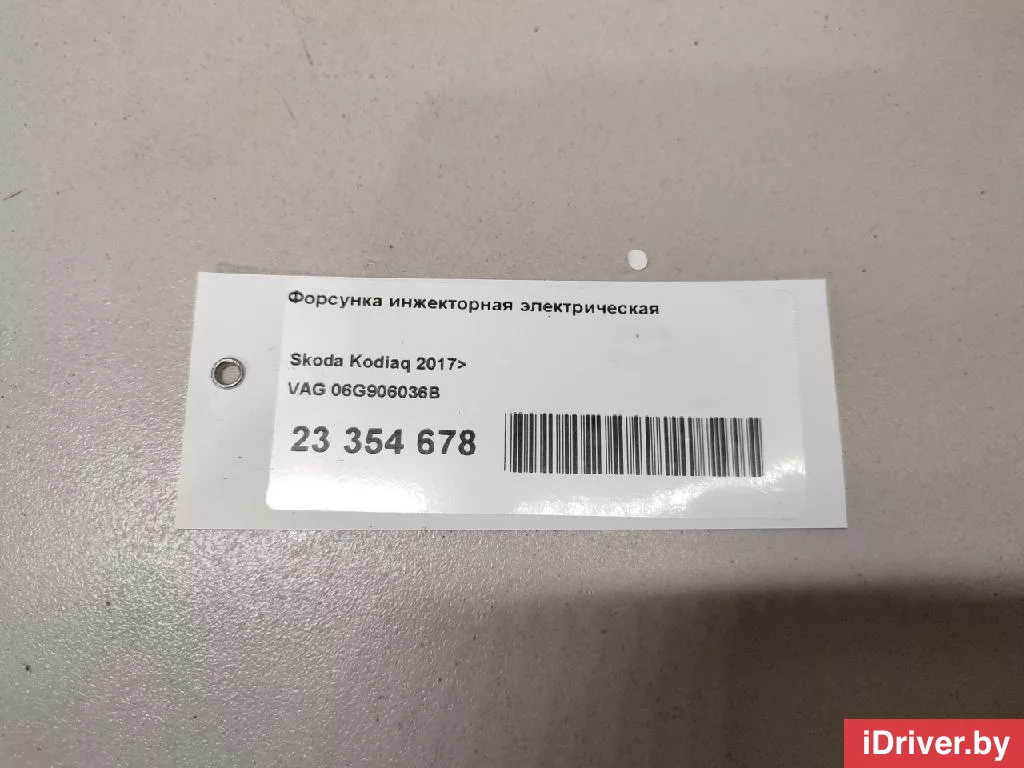 Форсунка инжекторная электрическая
Skoda Kodiaq 2017>
VAG 06G906036B
23 354 678
iDriver.by